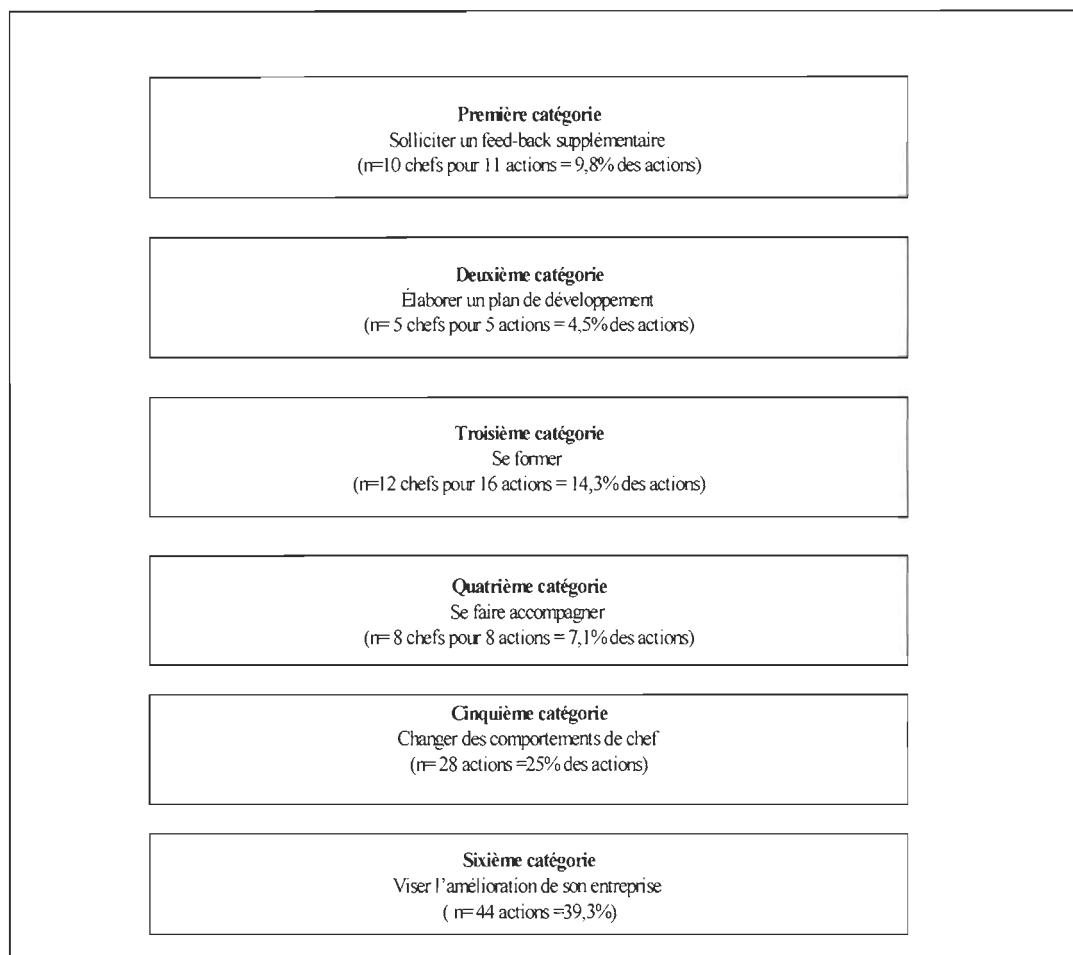 Première catégorie
Solliciter un feed-back supplémentaire
(n=10 chefs pour 11 actions = 9,8% des actions)
Deuxième catégorie
Élaborer un plan de développement
(n= 5 chefs pour 5 actions = 4,5% des actions)
Troisième catégorie
Se former
(n=12 chefs pour 16 actions = 14,3% des actions)
Quatrième catégorie
Se faire accompagner
(n= 8 chefs pour 8 actions = 7,1% des actions)
Cinquième catégorie
Changer des comportements de chef
(n= 28 actions =25% des actions)
Sixième catégorie
Viser l'amélioration de son entreprise
( n= 44 actions =39,3%)